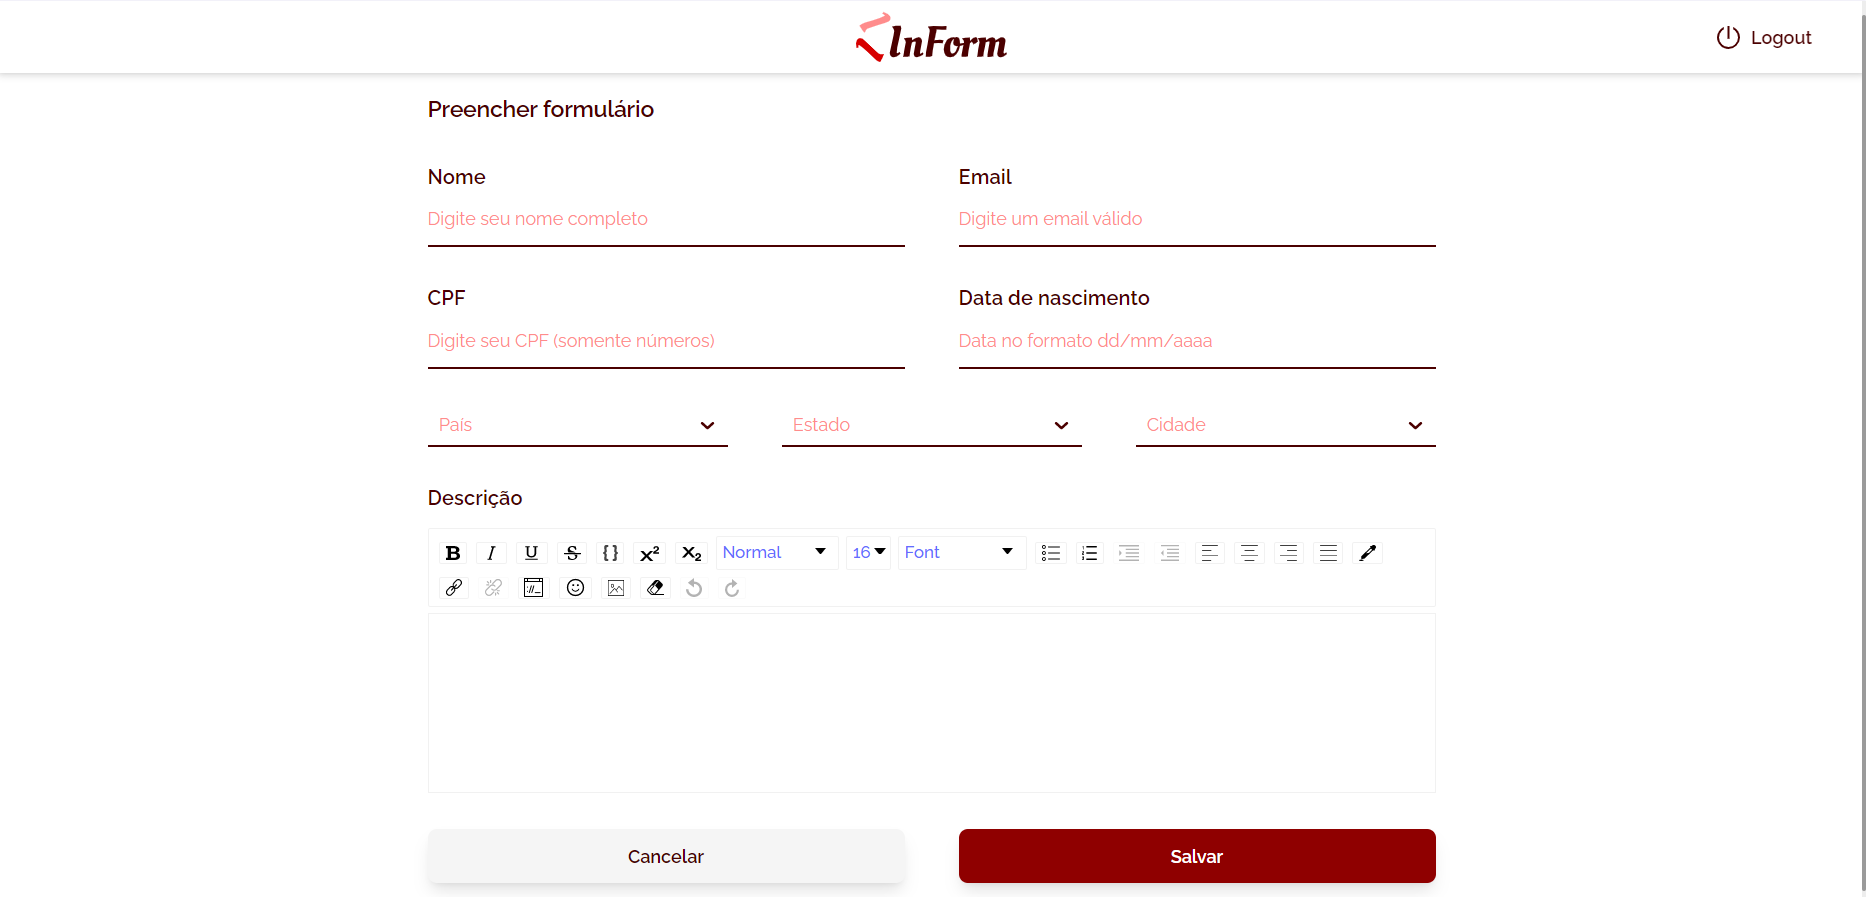 InForm
Logout
Preencher formulário
Nome
Email
Digite seu nome completo
Digite um email válido
CPF
Data de nascimento
Digite seu CPF (somente números)
Data no formato dd/mm/aaaa
País
Estado
Cidade
Descrição
B I U S {} x² x₂ Normal 16 Font
://_
Cancelar
Salvar